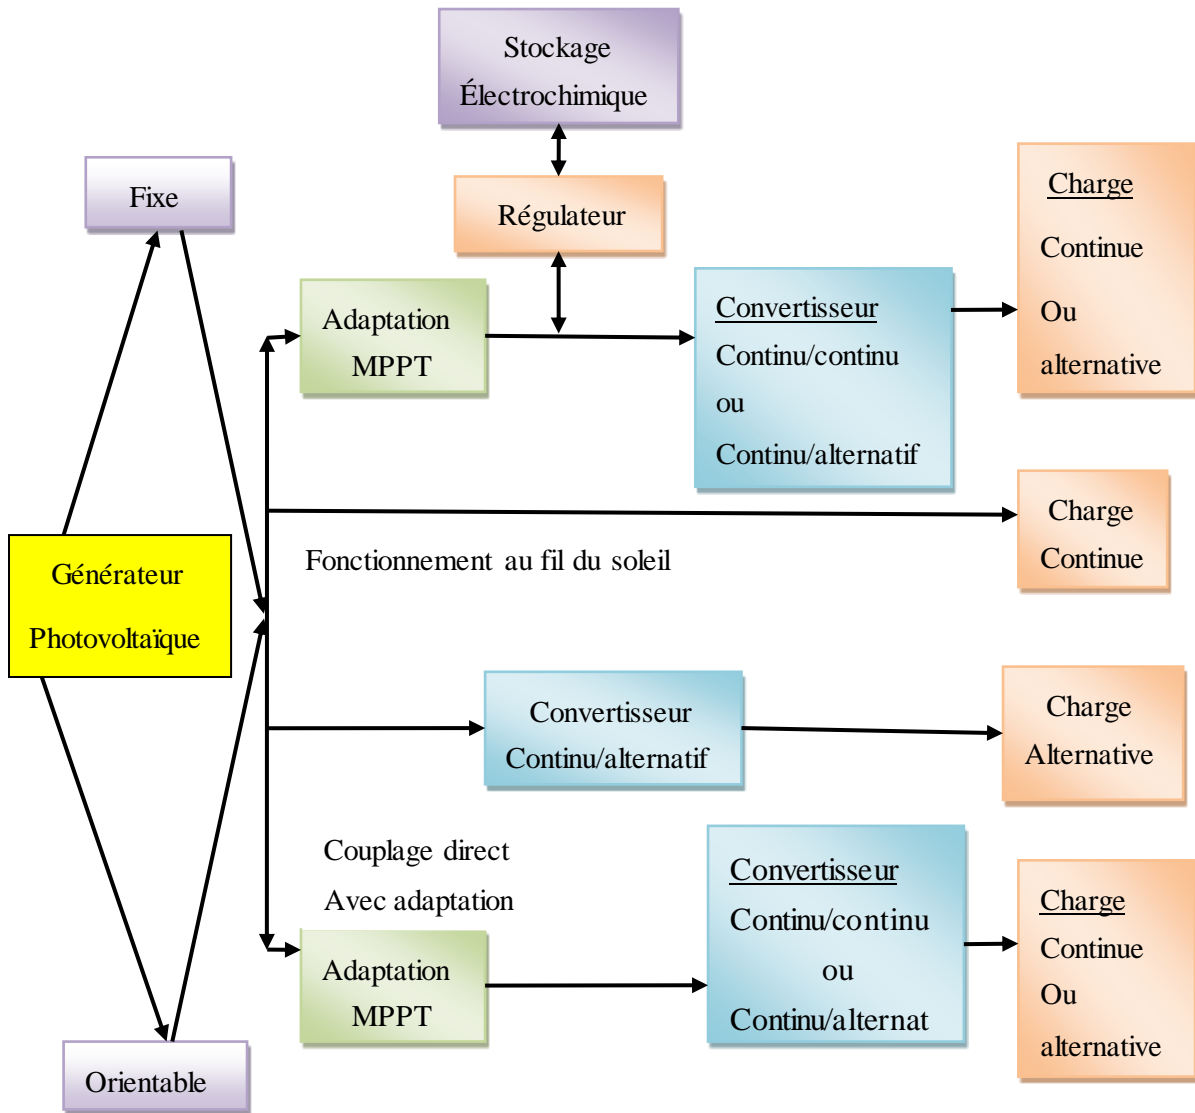 Stockage
Électrochimique
Fixe
Régulateur
Charge
Continue
Ou
alternative
Adaptation
MPPT
Convertisseur
Continu/continu
ou
Continu/alternatif
Charge
Continue
Fonctionnement au fil du soleil
Générateur
Photovoltaïque
Convertisseur
Continu/alternatif
Charge
Alternative
Couplage direct
Avec adaptation
Adaptation
MPPT
Convertisseur
Continu/continu
ou
Continu/alternat
Charge
Continue
Ou
alternative
Orientable